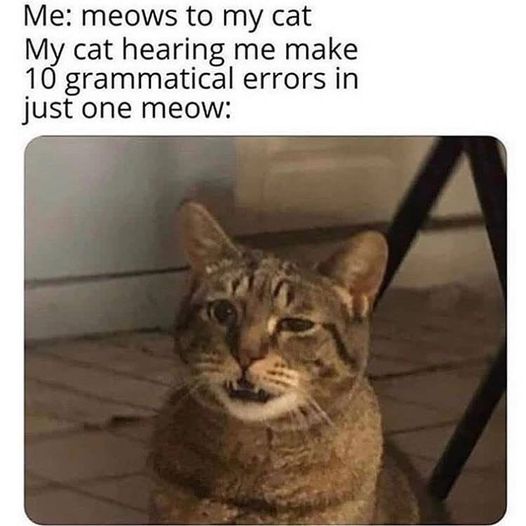 Me: meows to my cat
My cat hearing me make
10 grammatical errors in
just one meow: